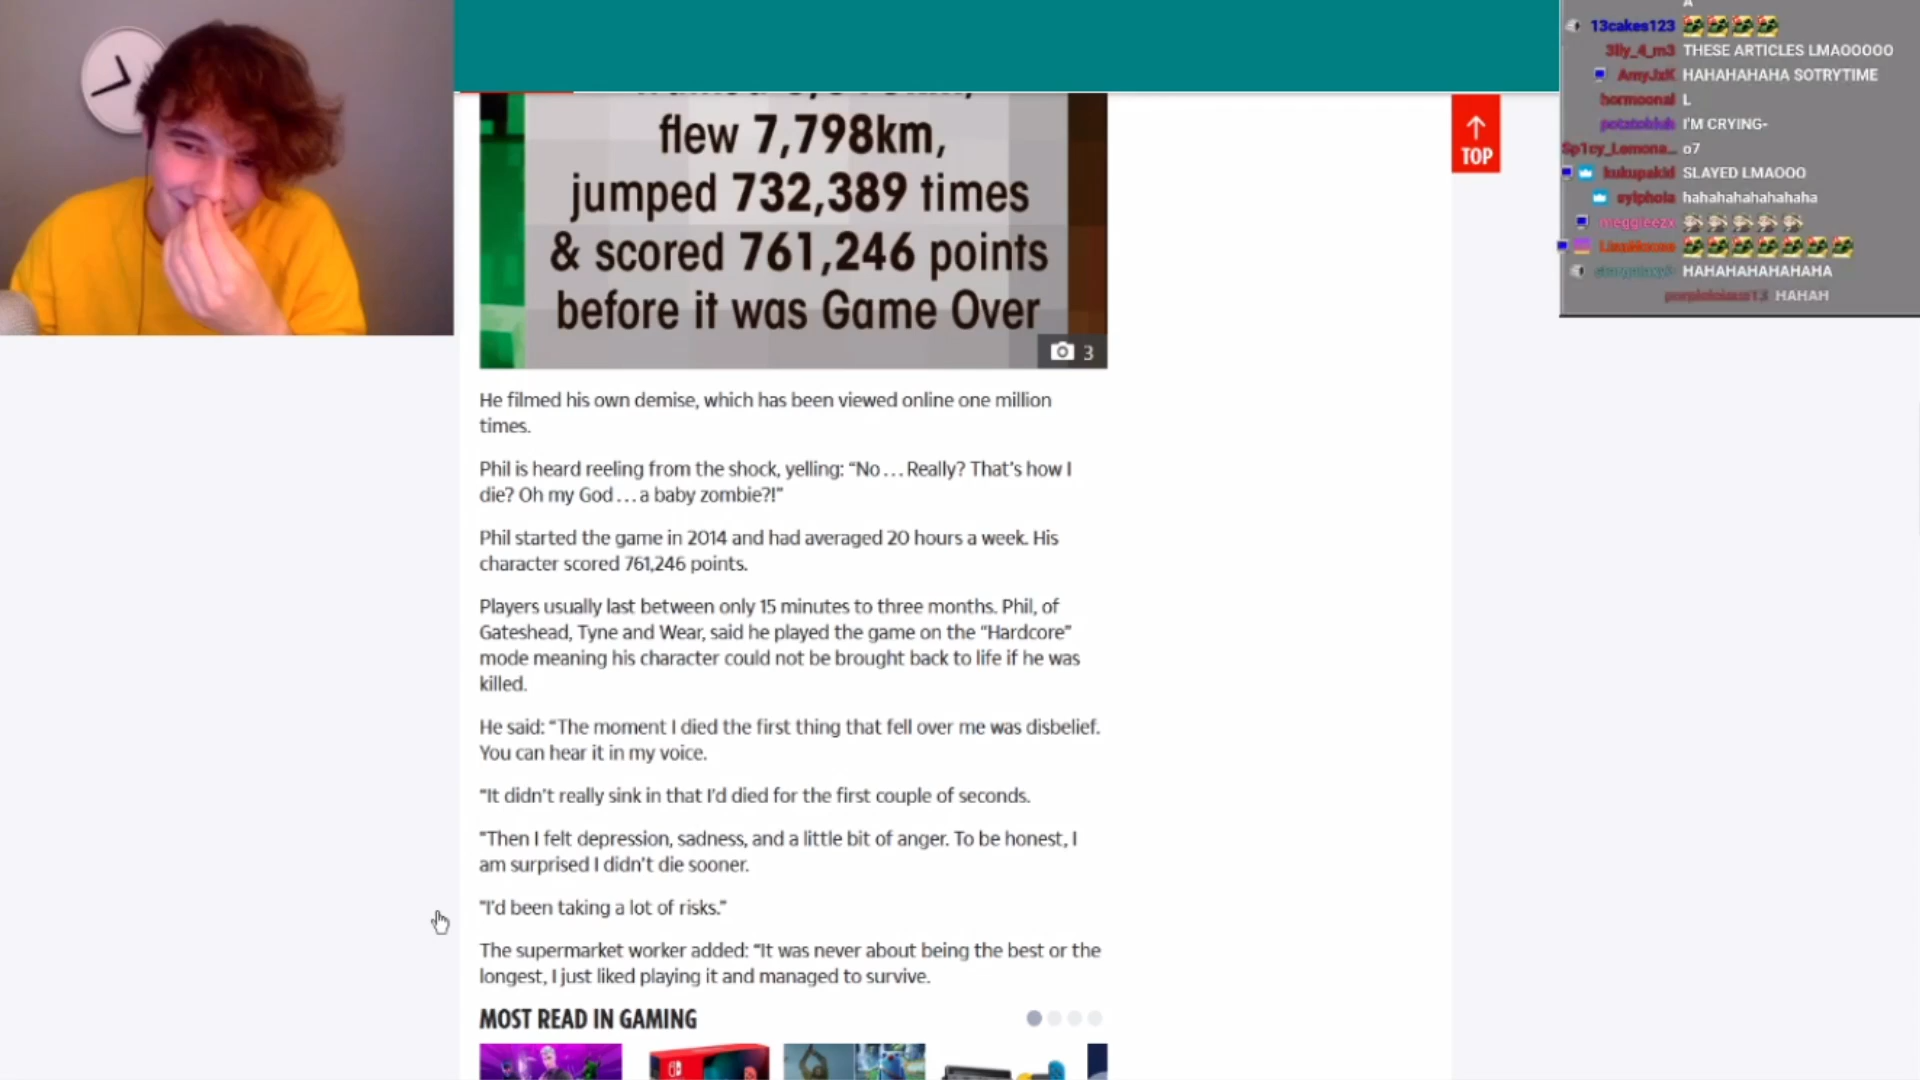 flew 7,798km,
jumped 732,389 times
& scored 761,246 points
before it was Game Over
3
He filmed his own demise, which has been viewed online one million
times.
Phil is heard reeling from the shock, yelling: “No…Really? That’s how I
die? Oh my God…a baby zombie?!”
Phil started the game in 2014 and had averaged 20 hours a week. His
character scored 761,246 points.
Players usually last between only 15 minutes to three months. Phil, of
Gateshead, Tyne and Wear, said he played the game on the “Hardcore”
mode meaning his character could not be brought back to life if he was
killed.
He said: “The moment I died the first thing that fell over me was disbelief.
You can hear it in my voice.
“It didn’t really sink in that I’d died for the first couple of seconds.
“Then I felt depression, sadness, and a little bit of anger. To be honest, I
am surprised I didn’t die sooner.
“I’d been taking a lot of risks.”
The supermarket worker added: “It was never about being the best or the
longest, I just liked playing it and managed to survive.
MOST READ IN GAMING
TOP
A
13cakes123
3lly_4_m3 THESE ARTICLES LMAOOOOO
AmyJxK HAHAHAHAHA SOTRYTIME
hormoonal L
I'M CRYING-
Sp1cy_Lemona... o7
kukupakid SLAYED LMAOOO
sylphola hahahahahahaha
HAHAHAHAHAHAHA
HAHAH